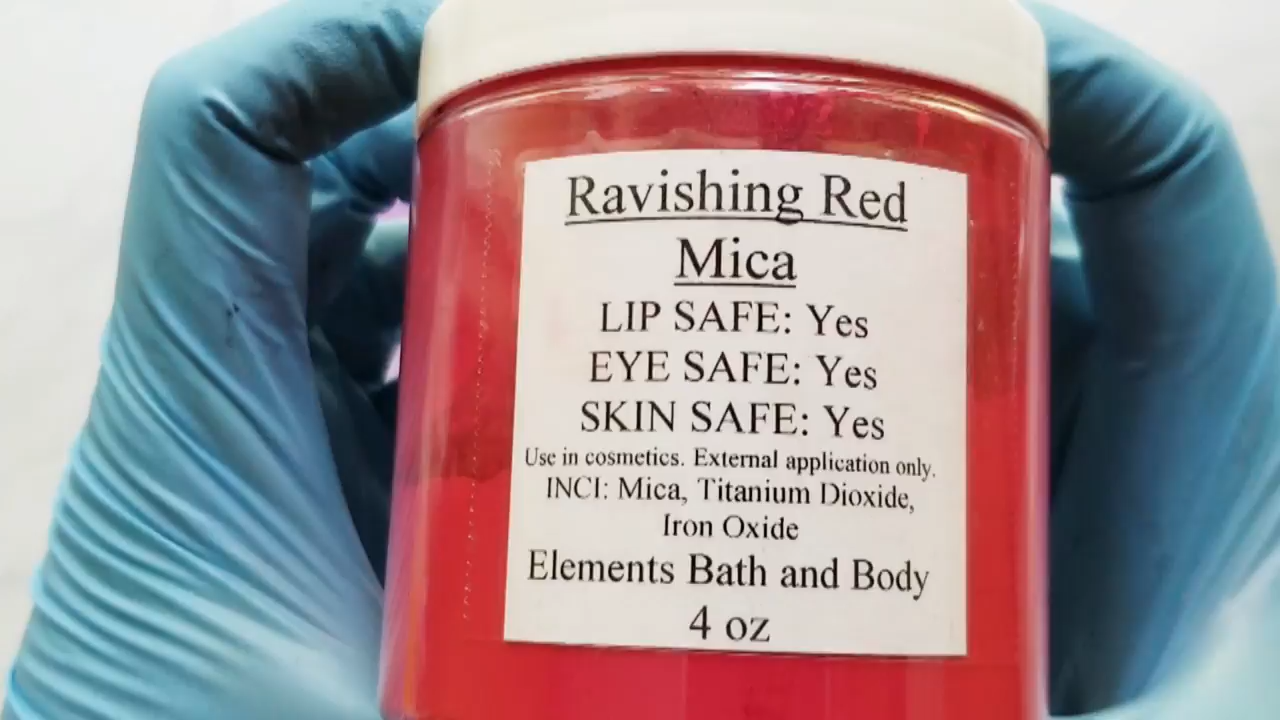 Ravishing Red
Mica
LIP SAFE: Yes
EYE SAFE: Yes
SKIN SAFE: Yes
Use in cosmetics. External application only.
INCI: Mica, Titanium Dioxide,
Iron Oxide
Elements Bath and Body
4 oz